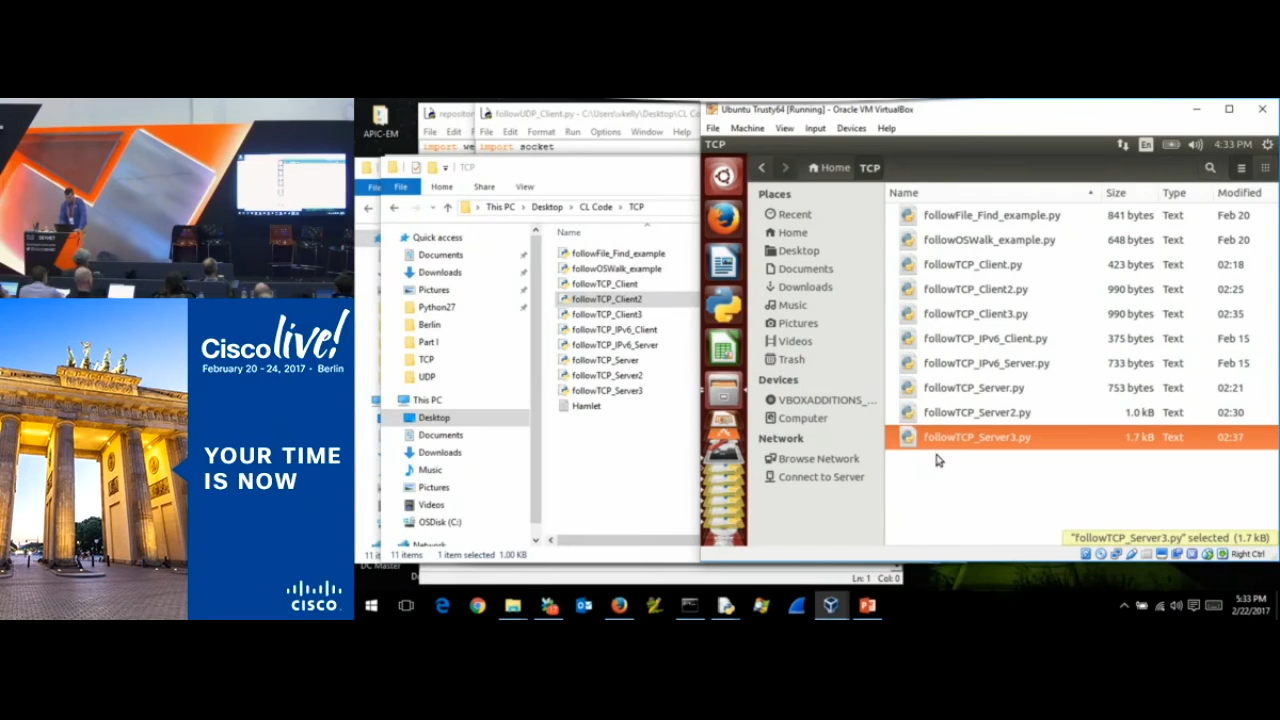 Cisco live!
February 20 - 24, 2017 • Berlin
YOUR TIME
IS NOW
CISCO
APIC-EM
followUDP_Client.py - C:\Users\vkelly\Desktop\CL Co
File Edit
File Edit Format Run Options Window Help
import we
import socket
TCP
File
File Home Share View
This PC Desktop CL Code TCP
Quick access
Documents
Downloads
Pictures
Python27
Berlin
Part I
TCP
UDP
This PC
Desktop
Documents
Downloads
Music
Pictures
Videos
OSDisk (C:)
Network
Name
followFile_Find_example
followOSWalk_example
followTCP_Client
followTCP_Client2
followTCP_Client3
followTCP_IPv6_Client
followTCP_IPv6_Server
followTCP_Server
followTCP_Server2
followTCP_Server3
Hamlet
11 items 1 item selected 1.00 KB
DC Master
Ln: 1 Col: 0
Ubuntu Trusty64 [Running] - Oracle VM VirtualBox
File Machine View Input Devices Help
TCP En 4:33 PM
Home TCP
Places
Recent
Home
Desktop
Documents
Downloads
Music
Pictures
Videos
Trash
Devices
VBOXADDITIONS_...
Computer
Network
Browse Network
Connect to Server
Name Size Type Modified
followFile_Find_example.py 841 bytes Text Feb 20
followOSWalk_example.py 648 bytes Text Feb 20
followTCP_Client.py 423 bytes Text 02:18
followTCP_Client2.py 990 bytes Text 02:25
followTCP_Client3.py 990 bytes Text 02:35
followTCP_IPv6_Client.py 375 bytes Text Feb 15
followTCP_IPv6_Server.py 733 bytes Text Feb 15
followTCP_Server.py 753 bytes Text 02:21
followTCP_Server2.py 1.0 kB Text 02:30
followTCP_Server3.py 1.7 kB Text 02:37
"followTCP_Server3.py" selected (1.7 kB)
Right Ctrl
5:33 PM
2/22/2017